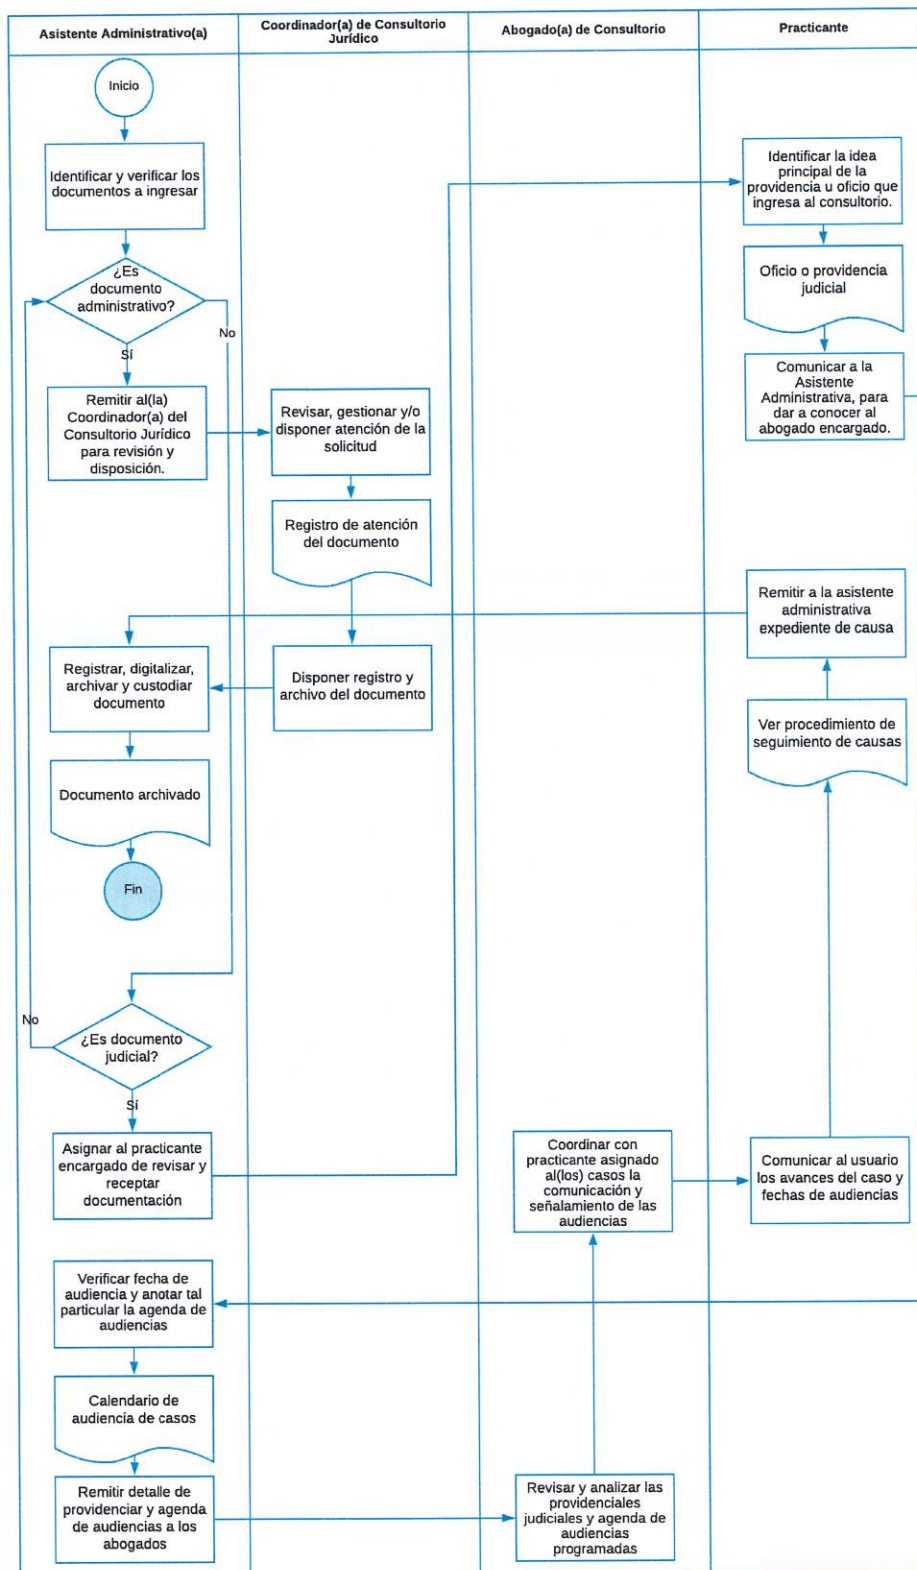 Asistente Administrativo(a)
Coordinador(a) de Consultorio
Jurídico
Abogado(a) de Consultorio
Practicante
Inicio
Identificar y verificar los
documentos a ingresar
¿Es
documento
administrativo?
No
Sí
Remitir al(la)
Coordinador(a) del
Consultorio Jurídico
para revisión y
disposición.
Revisar, gestionar y/o
disponer atención de la
solicitud
Registro de atención
del documento
Disponer registro y
archivo del documento
Registrar, digitalizar,
archivar y custodiar
documento
Documento archivado
Fin
¿Es documento
judicial?
No
Sí
Asignar al practicante
encargado de revisar y
receptar
documentación
Identificar la idea
principal de la
providencia u oficio que
ingresa al consultorio.
Oficio o providencia
judicial
Comunicar a la
Asistente
Administrativa, para
dar a conocer al
abogado encargado.
Verificar fecha de
audiencia y anotar tal
particular la agenda de
audiencias
Calendario de
audiencia de casos
Remitir detalle de
providenciar y agenda
de audiencias a los
abogados
Revisar y analizar las
providenciales
judiciales y agenda de
audiencias
programadas
Coordinar con
practicante asignado
al(los) casos la
comunicación y
señalamiento de las
audiencias
Comunicar al usuario
los avances del caso y
fechas de audiencias
Ver procedimiento de
seguimiento de causas
Remitir a la asistente
administrativa
expediente de causa